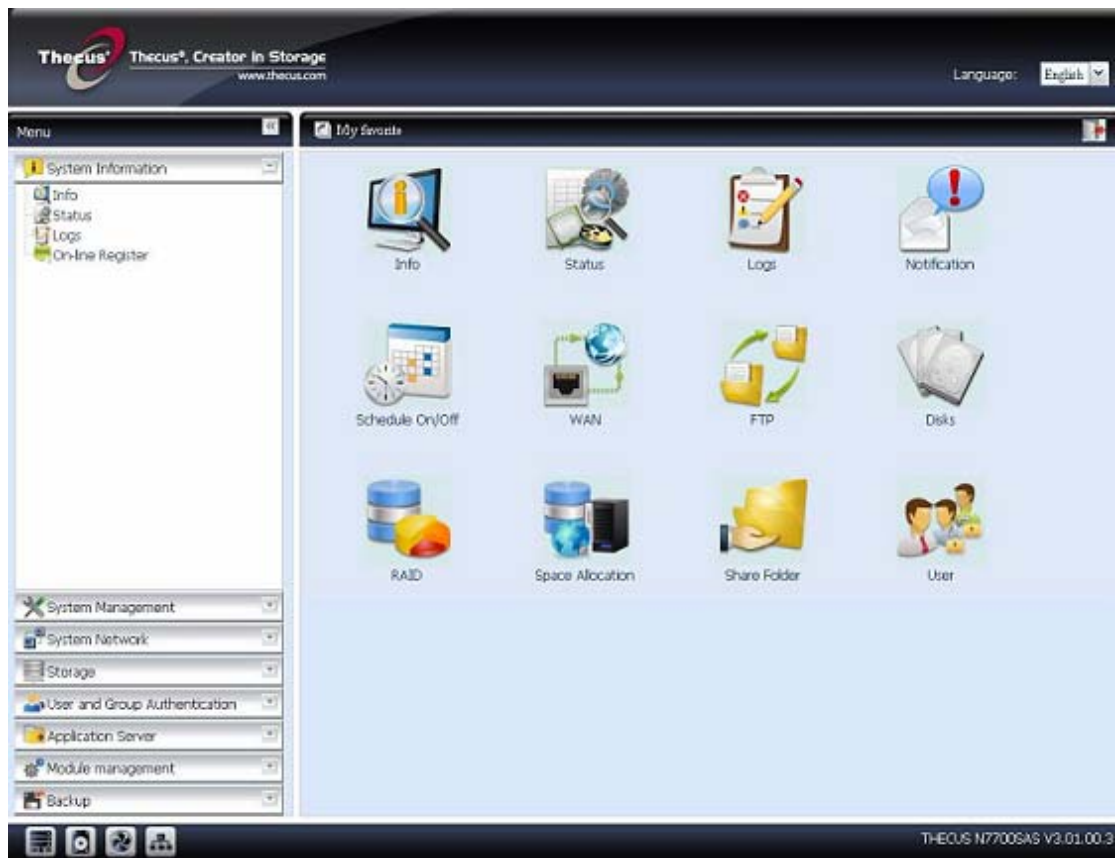 Thecus®
Thecus®, Creator in Storage
www.thecus.com
Language: English
Menu
My favorite
System Information
Info
Status
Logs
On-line Register
Info
Status
Logs
Notification
Schedule On/Off
WAN
FTP
Disks
RAID
Space Allocation
Share Folder
User
System Management
System Network
Storage
User and Group Authentication
Application Server
Module management
Backup
THECUS N7700SAS V3.01.00.3